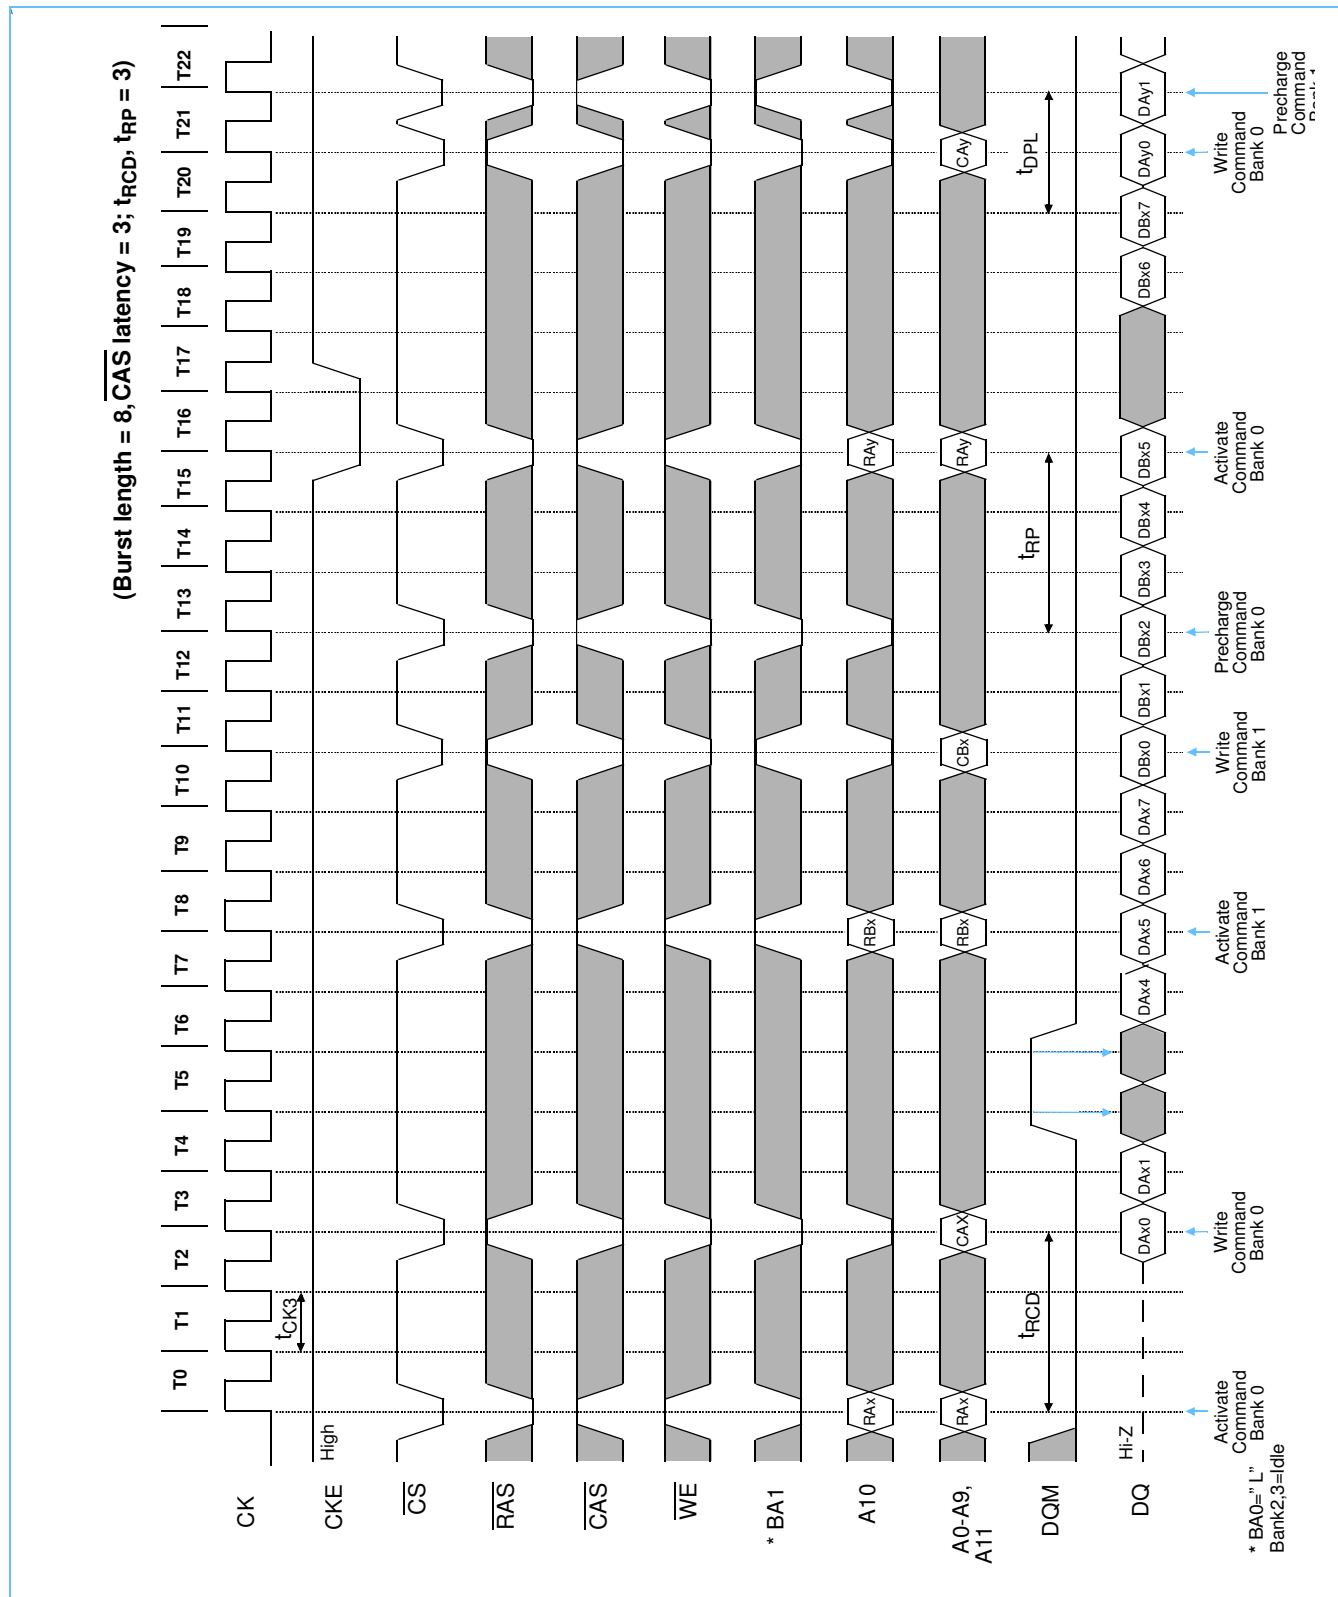 (Burst length = 8, CAS latency = 3; tRCD, tRP = 3)
T0 T1 T2 T3 T4 T5 T6 T7 T8 T9 T10 T11 T12 T13 T14 T15 T16 T17 T18 T19 T20 T21 T22
CK
tCK3
CKE
High
CS
RAS
CAS
WE
* BA1
A10
RAx RBx RAy
A0-A9,
A11
RAx CAX RBx CBx RAy CAy
DQM
tRCD tRP tDPL
DQ
Hi-Z
DAx0 DAx1 DAx4 DAx5 DAx6 DAx7 DBx0 DBx1 DBx2 DBx3 DBx4 DBx5 DBx6 DBx7 DAy0 DAy1
Activate
Command
Bank 0
Write
Command
Bank 0
Activate
Command
Bank 1
Write
Command
Bank 1
Precharge
Command
Bank 0
Activate
Command
Bank 0
Write
Command
Bank 0
Precharge
Command
* BA0=" L"
Bank2,3=Idle